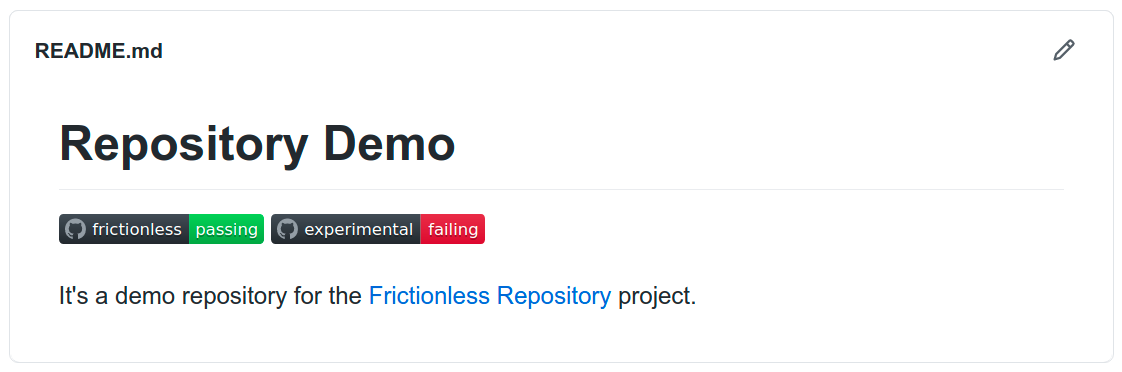 README.md
Repository Demo
frictionless passing experimental failing
It's a demo repository for the Frictionless Repository project.